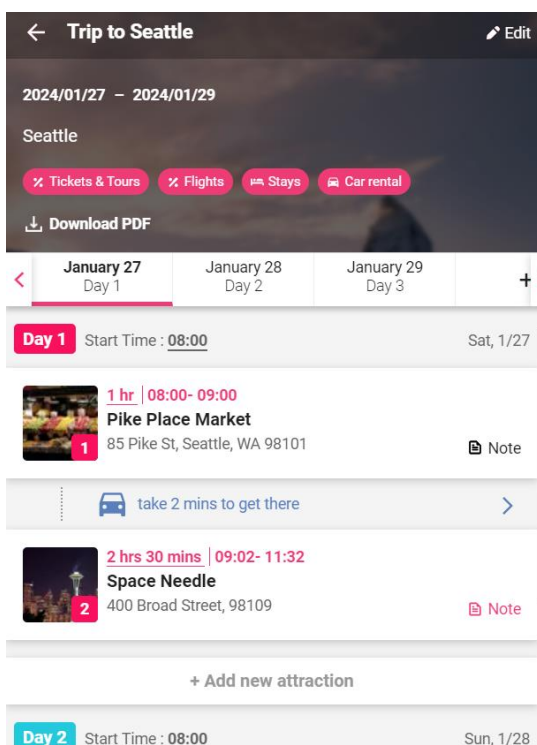 Trip to Seattle
Edit
2024/01/27 – 2024/01/29
Seattle
Tickets & Tours Flights Stays Car rental
Download PDF
January 27 January 28 January 29
Day 1 Day 2 Day 3 +
Day 1 Start Time : 08:00 Sat, 1/27
1 hr | 08:00- 09:00
Pike Place Market
1 85 Pike St, Seattle, WA 98101 Note
take 2 mins to get there
2 hrs 30 mins | 09:02- 11:32
Space Needle
2 400 Broad Street, 98109 Note
+ Add new attraction
Day 2 Start Time : 08:00 Sun, 1/28